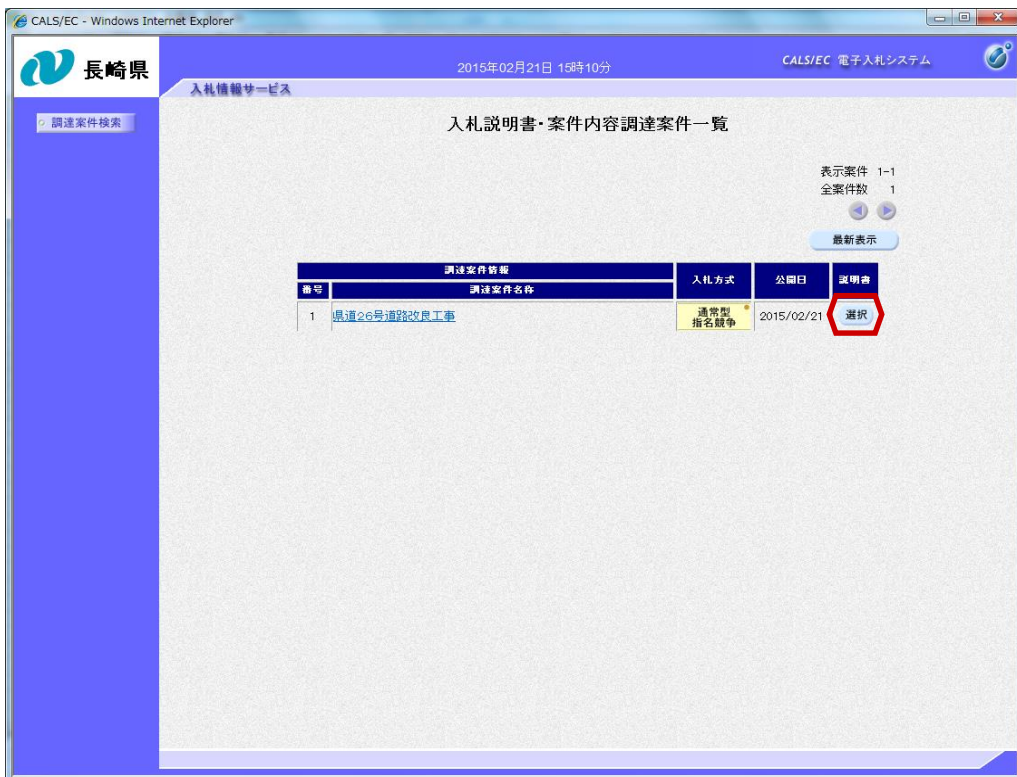 CALS/EC - Windows Internet Explorer
長崎県
2015年02月21日 15時10分
CALS/EC 電子入札システム
入札情報サービス
調達案件検索
入札説明書・案件内容調達案件一覧
表示案件 1-1
全案件数 1
最新表示
調達案件情報
入札方式 公開日 説明書
番号 調達案件名称
1 県道26号道路改良工事 通常型 指名競争 2015/02/21 選択